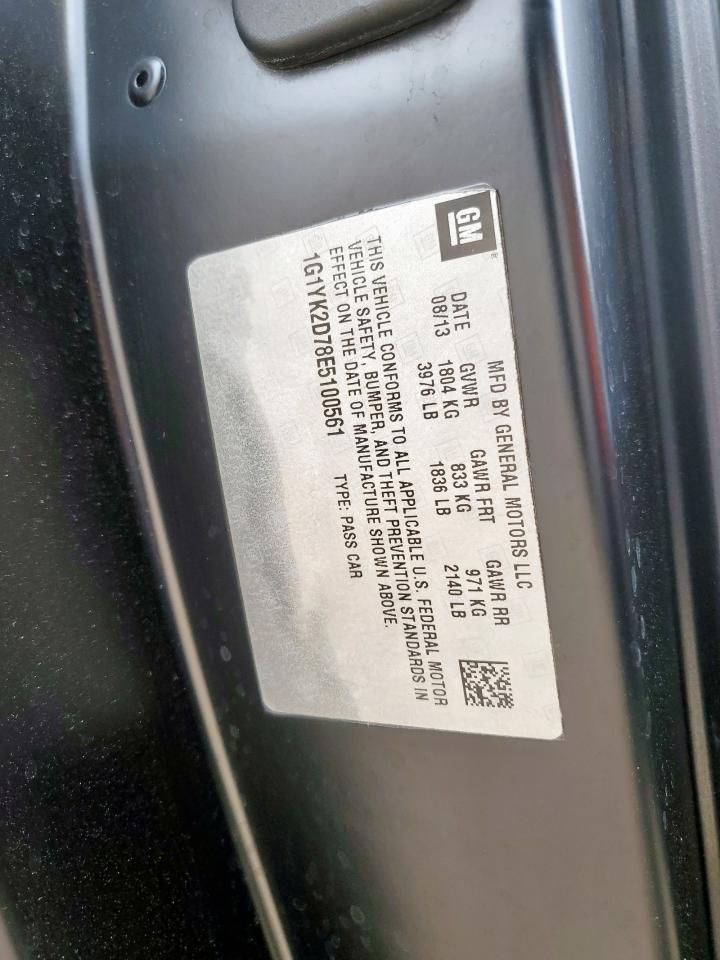 GM
MFD BY GENERAL MOTORS LLC
DATE GVWR GAWR FRT GAWR RR
08/13 1804 KG 833 KG 971 KG
3976 LB 1836 LB 2140 LB
THIS VEHICLE CONFORMS TO ALL APPLICABLE U.S. FEDERAL MOTOR
VEHICLE SAFETY, BUMPER, AND THEFT PREVENTION STANDARDS IN
EFFECT ON THE DATE OF MANUFACTURE SHOWN ABOVE.
1G1YK2D78E5100561 TYPE: PASS CAR